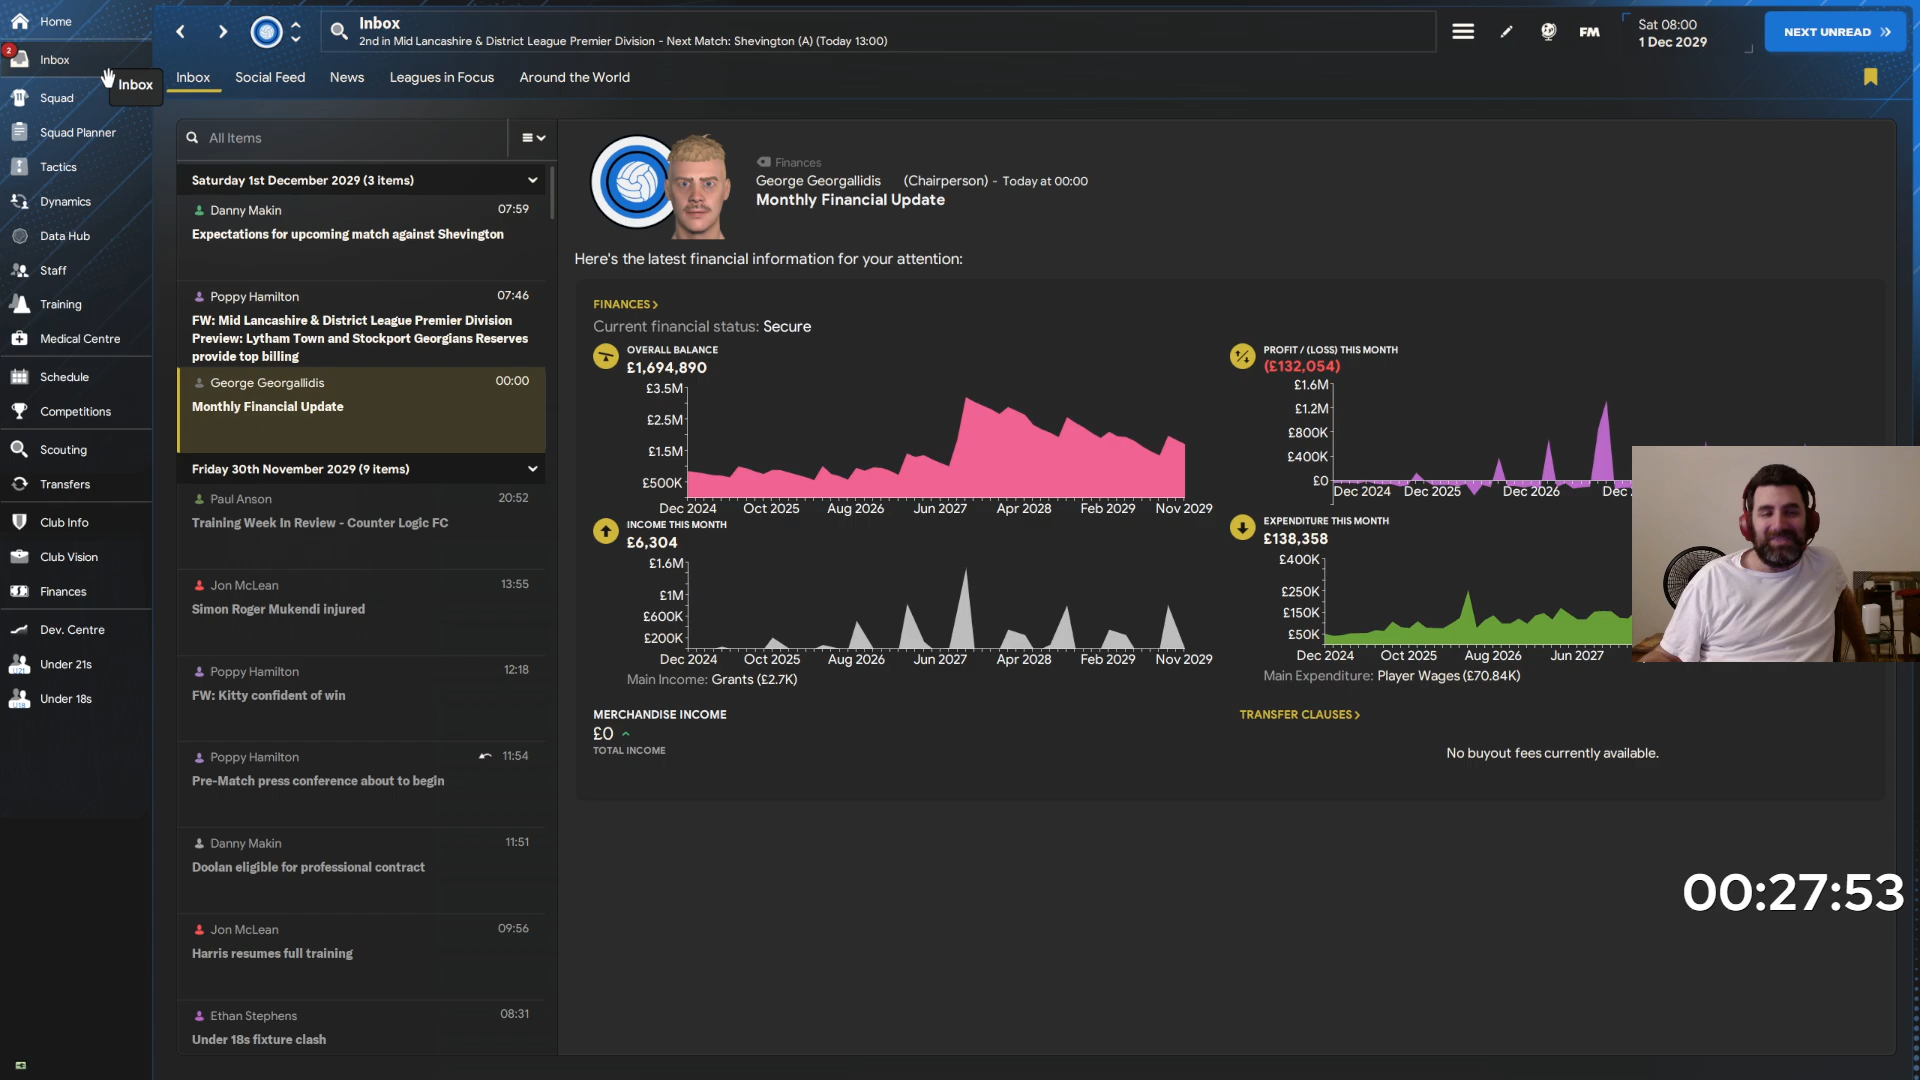 Home
2
Inbox
Inbox
Squad
Squad Planner
Tactics
Dynamics
Data Hub
Staff
Training
Medical Centre
Schedule
Competitions
Scouting
Transfers
Club Info
Club Vision
Finances
Dev. Centre
Under 21s
Under 18s
Inbox
2nd in Mid Lancashire & District League Premier Division - Next Match: Shevington (A) (Today 13:00)
FM
Sat 08:00
1 Dec 2029
NEXT UNREAD
Inbox
Social Feed
News
Leagues in Focus
Around the World
All Items
Saturday 1st December 2029 (3 items)
Danny Makin 07:59
Expectations for upcoming match against Shevington
Poppy Hamilton 07:46
FW: Mid Lancashire & District League Premier Division
Preview: Lytham Town and Stockport Georgians Reserves
provide top billing
George Georgallidis 00:00
Monthly Financial Update
Friday 30th November 2029 (9 items)
Paul Anson 20:52
Training Week In Review - Counter Logic FC
Jon McLean 13:55
Simon Roger Mukendi injured
Poppy Hamilton 12:18
FW: Kitty confident of win
Poppy Hamilton 11:54
Pre-Match press conference about to begin
Danny Makin 11:51
Doolan eligible for professional contract
Jon McLean 09:56
Harris resumes full training
Ethan Stephens 08:31
Under 18s fixture clash
Finances
George Georgallidis (Chairperson) - Today at 00:00
Monthly Financial Update
Here's the latest financial information for your attention:
FINANCES
Current financial status: Secure
OVERALL BALANCE
£1,694,890
£3.5M
£2.5M
£1.5M
£500K
Dec 2024 Oct 2025 Aug 2026 Jun 2027 Apr 2028 Feb 2029 Nov 2029
PROFIT / (LOSS) THIS MONTH
(£132,054)
£1.6M
£1.2M
£800K
£400K
£0
Dec 2024 Dec 2025 Dec 2026 Dec
INCOME THIS MONTH
£6,304
£1.6M
£1M
£600K
£200K
Dec 2024 Oct 2025 Aug 2026 Jun 2027 Apr 2028 Feb 2029 Nov 2029
Main Income: Grants (£2.7K)
EXPENDITURE THIS MONTH
£138,358
£400K
£250K
£150K
£50K
Dec 2024 Oct 2025 Aug 2026 Jun 2027
Main Expenditure: Player Wages (£70.84K)
MERCHANDISE INCOME
£0
TOTAL INCOME
TRANSFER CLAUSES
No buyout fees currently available.
00:27:53